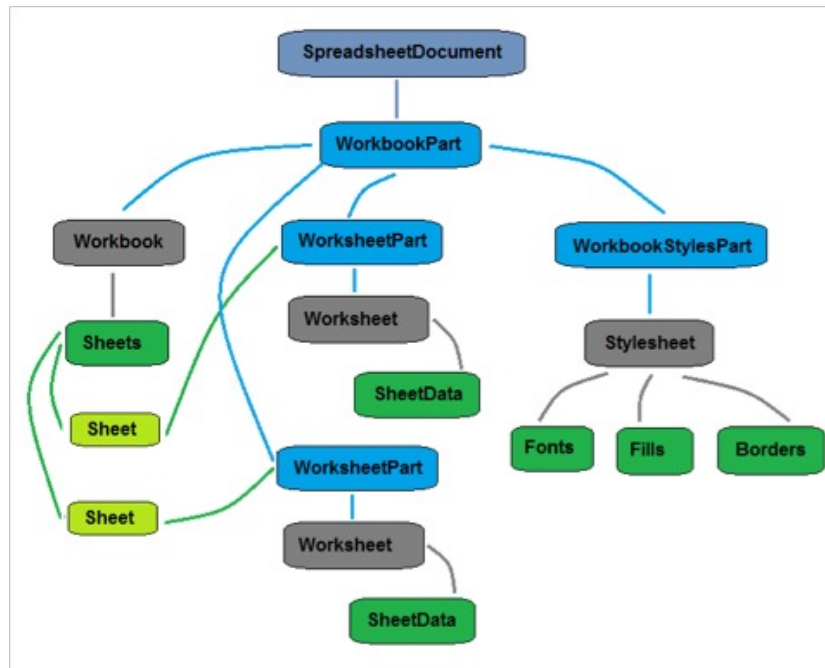 SpreadsheetDocument
WorkbookPart
Workbook
WorksheetPart
WorkbookStylesPart
Worksheet
Sheets
Stylesheet
SheetData
Sheet
Fonts
Fills
Borders
WorksheetPart
Sheet
Worksheet
SheetData